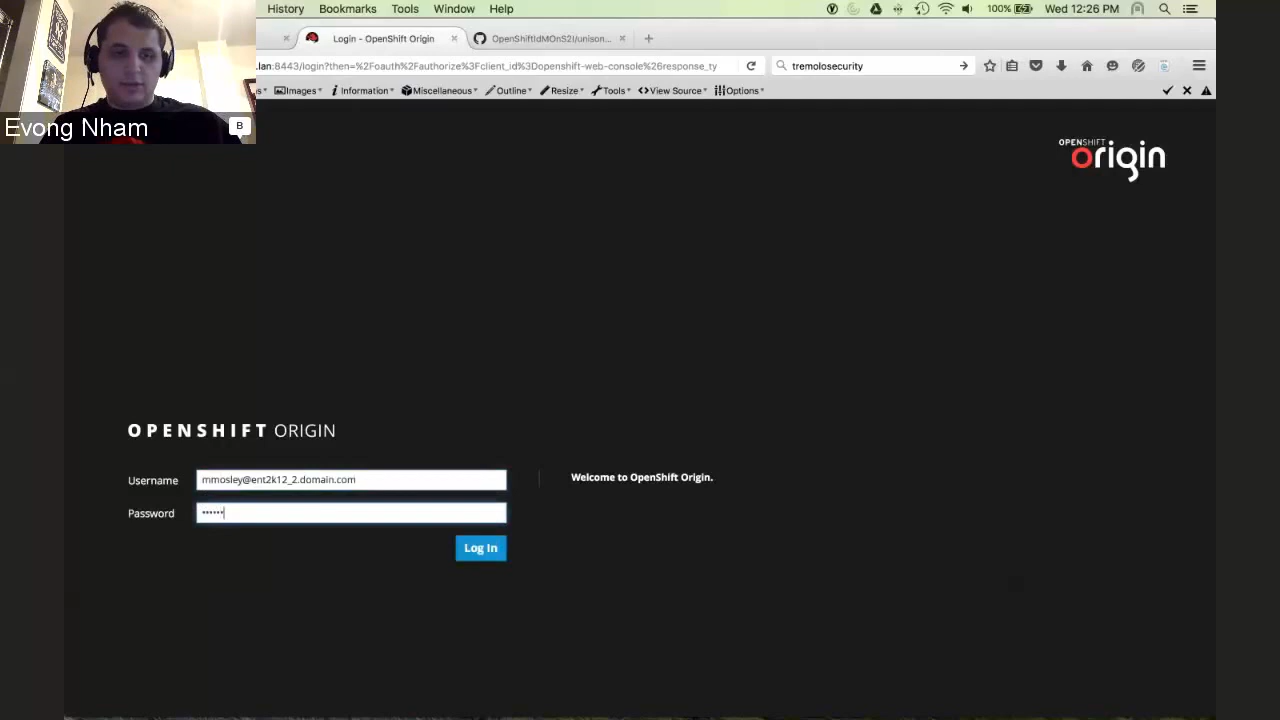 History Bookmarks Tools Window Help 100% Wed 12:26 PM
Login - OpenShift Origin OpenShiftIdMOnS2I/unison...
.lan:8443/login?then=%2Foauth%2Fauthorize%3Fclient_id%3Dopenshift-web-console%26response_ty tremolosecurity
Images Information Miscellaneous Outline Resize Tools View Source Options
Evong Nham B
OPENSHIFT
origin
OPENSHIFT ORIGIN
Username mmosley@ent2k12_2.domain.com
Welcome to OpenShift Origin.
Password ••••••
Log In